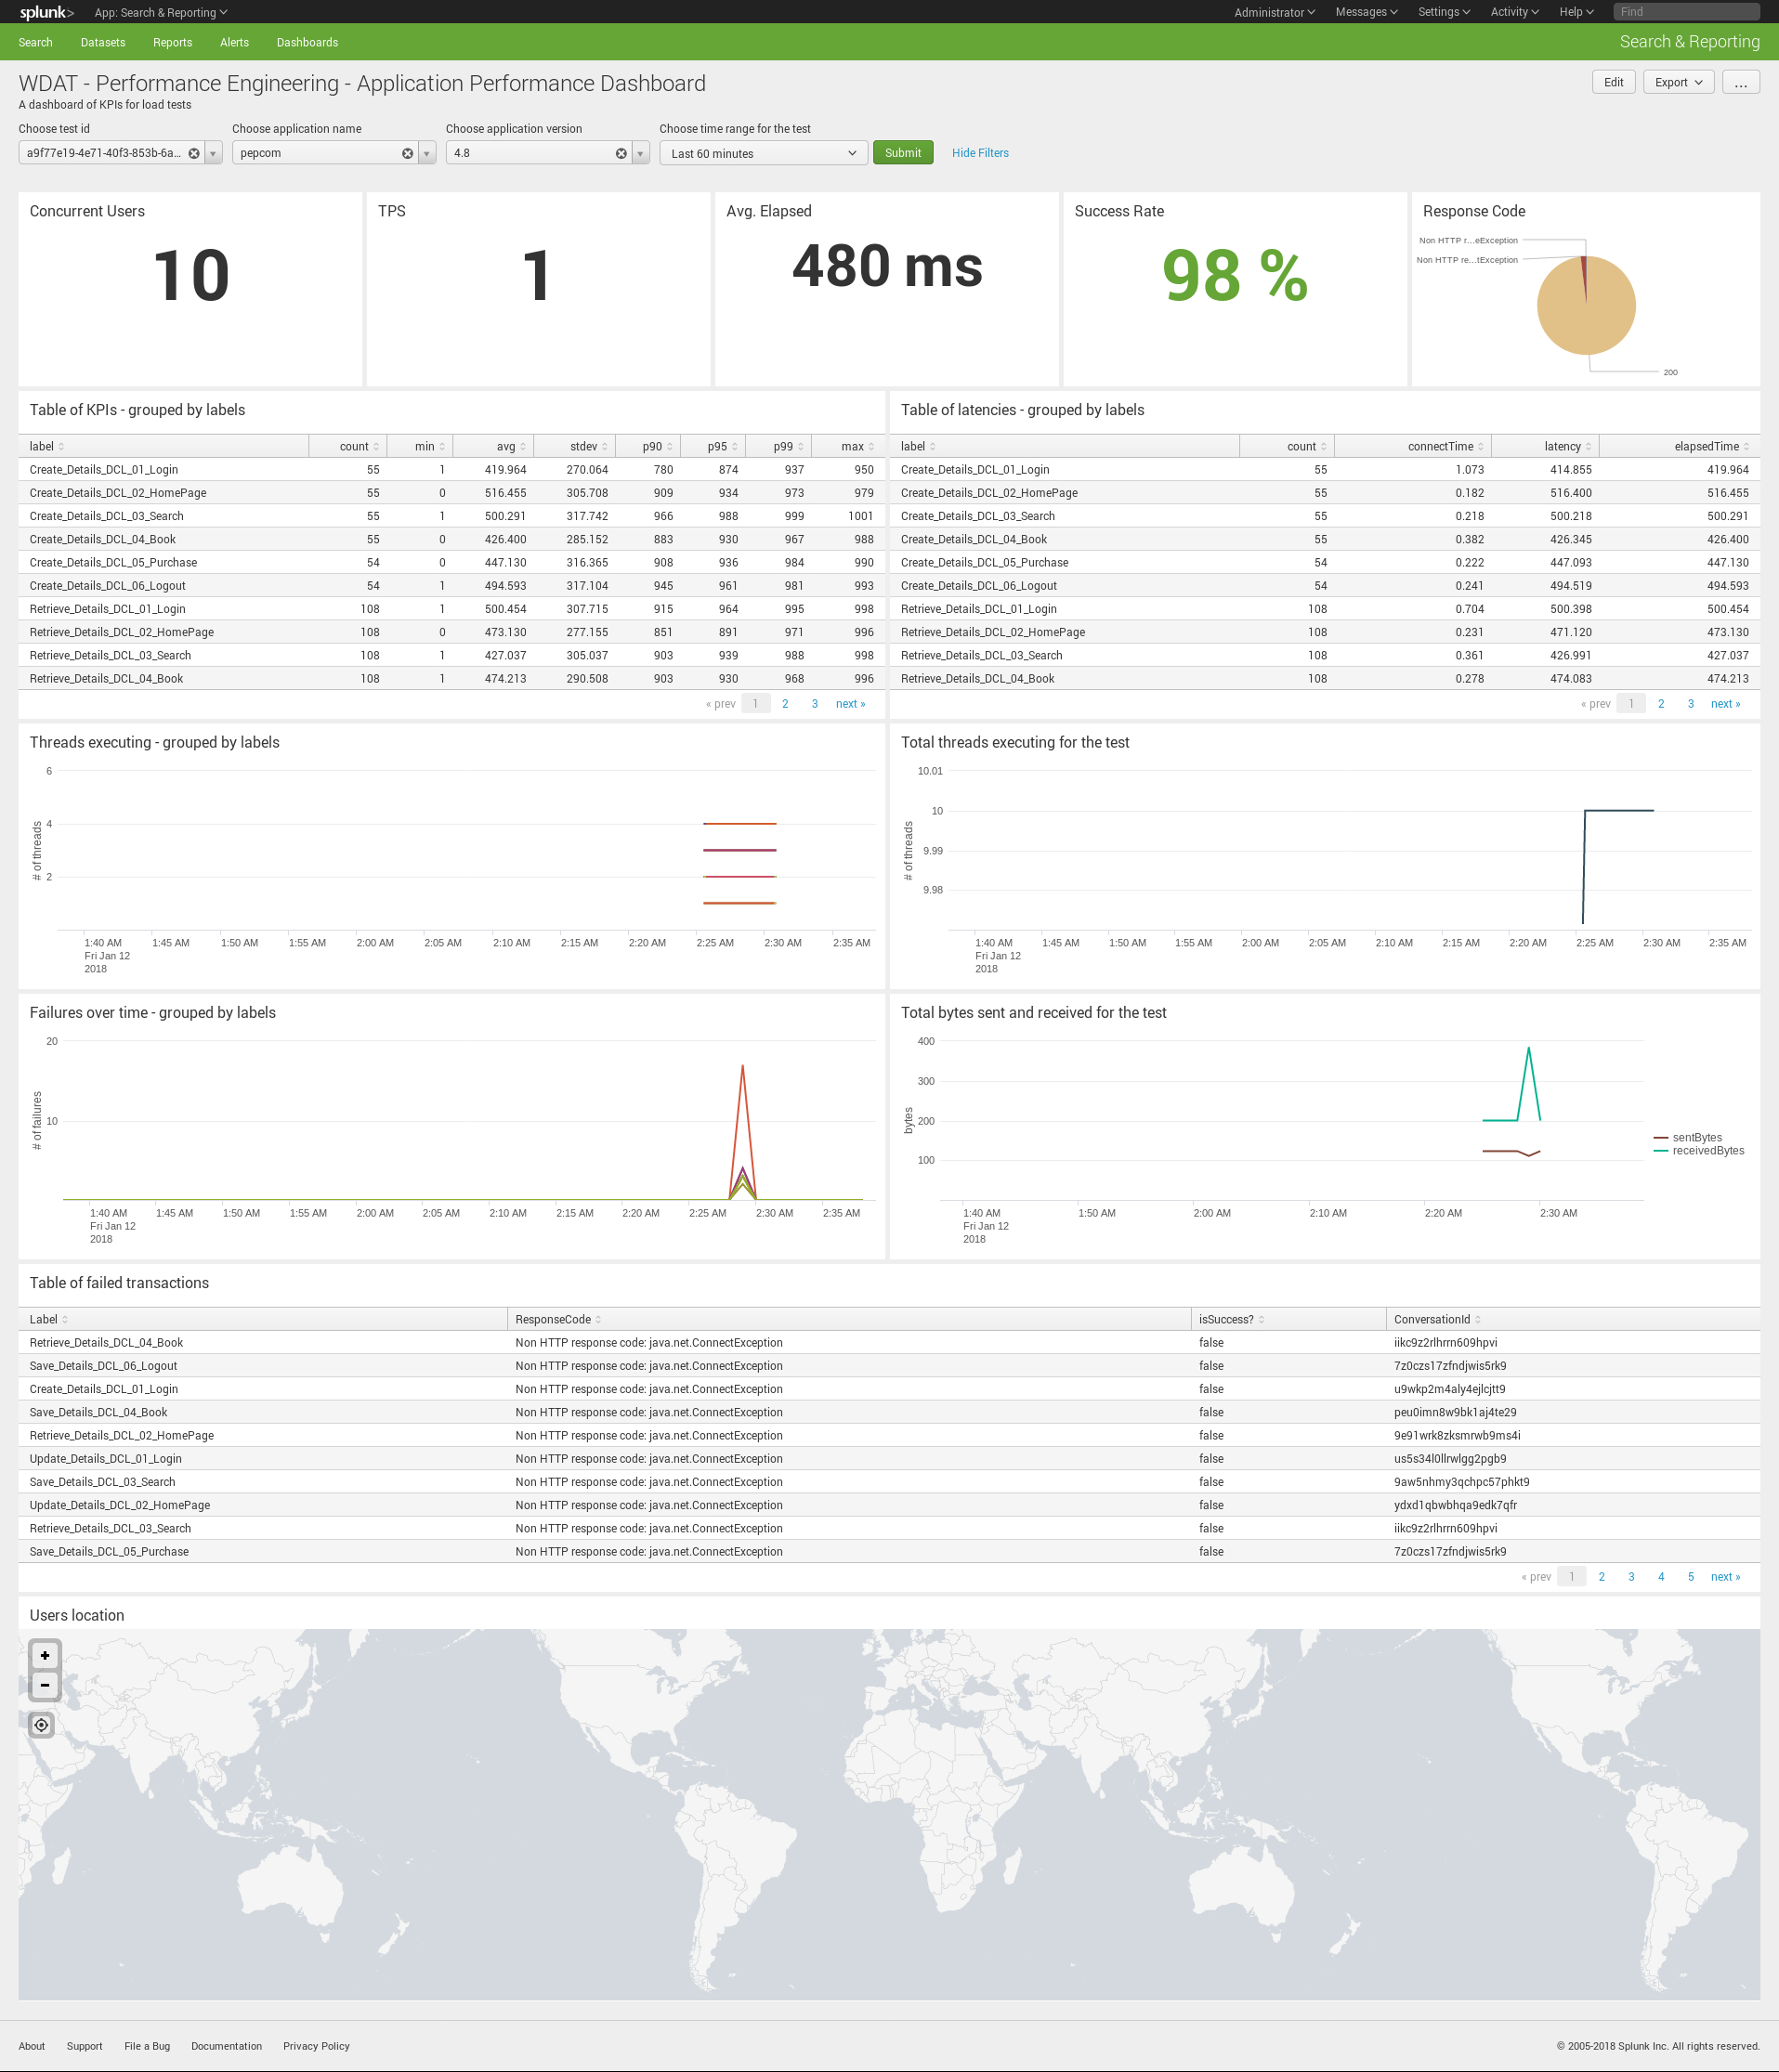 splunk> App: Search & Reporting Administrator Messages Settings Activity Help Find
Search Datasets Reports Alerts Dashboards Search & Reporting
WDAT - Performance Engineering - Application Performance Dashboard Edit Export ...
A dashboard of KPIs for load tests
Choose test id Choose application name Choose application version Choose time range for the test
a9f77e19-4e71-40f3-853b-6a... pepcom 4.8 Last 60 minutes Submit Hide Filters
Concurrent Users TPS Avg. Elapsed Success Rate Response Code
10 1 480 ms 98 %
Non HTTP r...eException
Non HTTP re...tException
200
Table of KPIs - grouped by labels
label count min avg stdev p90 p95 p99 max
Create_Details_DCL_01_Login 55 1 419.964 270.064 780 874 937 950
Create_Details_DCL_02_HomePage 55 0 516.455 305.708 909 934 973 979
Create_Details_DCL_03_Search 55 1 500.291 317.742 966 988 999 1001
Create_Details_DCL_04_Book 55 0 426.400 285.152 883 930 967 988
Create_Details_DCL_05_Purchase 54 0 447.130 316.365 908 936 984 990
Create_Details_DCL_06_Logout 54 1 494.593 317.104 945 961 981 993
Retrieve_Details_DCL_01_Login 108 1 500.454 307.715 915 964 995 998
Retrieve_Details_DCL_02_HomePage 108 0 473.130 277.155 851 891 971 996
Retrieve_Details_DCL_03_Search 108 1 427.037 305.037 903 939 988 998
Retrieve_Details_DCL_04_Book 108 1 474.213 290.508 903 930 968 996
« prev 1 2 3 next »
Table of latencies - grouped by labels
label count connectTime latency elapsedTime
Create_Details_DCL_01_Login 55 1.073 414.855 419.964
Create_Details_DCL_02_HomePage 55 0.182 516.400 516.455
Create_Details_DCL_03_Search 55 0.218 500.218 500.291
Create_Details_DCL_04_Book 55 0.382 426.345 426.400
Create_Details_DCL_05_Purchase 54 0.222 447.093 447.130
Create_Details_DCL_06_Logout 54 0.241 494.519 494.593
Retrieve_Details_DCL_01_Login 108 0.704 500.398 500.454
Retrieve_Details_DCL_02_HomePage 108 0.231 471.120 473.130
Retrieve_Details_DCL_03_Search 108 0.361 426.991 427.037
Retrieve_Details_DCL_04_Book 108 0.278 474.083 474.213
« prev 1 2 3 next »
Threads executing - grouped by labels
# of threads
6
4
2
1:40 AM 1:45 AM 1:50 AM 1:55 AM 2:00 AM 2:05 AM 2:10 AM 2:15 AM 2:20 AM 2:25 AM 2:30 AM 2:35 AM
Fri Jan 12
2018
Total threads executing for the test
# of threads
10.01
10
9.99
9.98
1:40 AM 1:45 AM 1:50 AM 1:55 AM 2:00 AM 2:05 AM 2:10 AM 2:15 AM 2:20 AM 2:25 AM 2:30 AM 2:35 AM
Fri Jan 12
2018
Failures over time - grouped by labels
# of failures
20
10
1:40 AM 1:45 AM 1:50 AM 1:55 AM 2:00 AM 2:05 AM 2:10 AM 2:15 AM 2:20 AM 2:25 AM 2:30 AM 2:35 AM
Fri Jan 12
2018
Total bytes sent and received for the test
bytes
400
300
200
100
sentBytes
receivedBytes
1:40 AM 1:50 AM 2:00 AM 2:10 AM 2:20 AM 2:30 AM
Fri Jan 12
2018
Table of failed transactions
Label ResponseCode isSuccess? ConversationId
Retrieve_Details_DCL_04_Book Non HTTP response code: java.net.ConnectException false iikc9z2rlhrrn609hpvi
Save_Details_DCL_06_Logout Non HTTP response code: java.net.ConnectException false 7z0czs17zfndjwis5rk9
Create_Details_DCL_01_Login Non HTTP response code: java.net.ConnectException false u9wkp2m4aly4ejlcjtt9
Save_Details_DCL_04_Book Non HTTP response code: java.net.ConnectException false peu0imn8w9bk1aj4te29
Retrieve_Details_DCL_02_HomePage Non HTTP response code: java.net.ConnectException false 9e91wrk8zksmrwb9ms4i
Update_Details_DCL_01_Login Non HTTP response code: java.net.ConnectException false us5s34l0llrwlgg2pgb9
Save_Details_DCL_03_Search Non HTTP response code: java.net.ConnectException false 9aw5nhmy3qchpc57phkt9
Update_Details_DCL_02_HomePage Non HTTP response code: java.net.ConnectException false ydxd1qbwbhqa9edk7qfr
Retrieve_Details_DCL_03_Search Non HTTP response code: java.net.ConnectException false iikc9z2rlhrrn609hpvi
Save_Details_DCL_05_Purchase Non HTTP response code: java.net.ConnectException false 7z0czs17zfndjwis5rk9
« prev 1 2 3 4 5 next »
Users location
+
−
About Support File a Bug Documentation Privacy Policy © 2005-2018 Splunk Inc. All rights reserved.